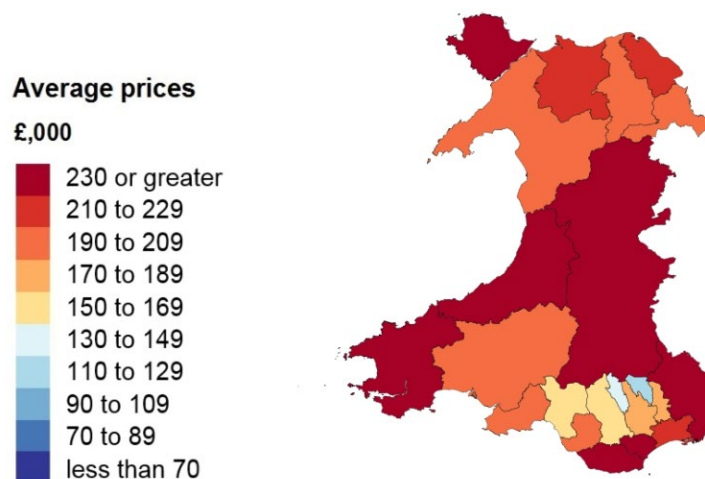 Average prices
£,000
230 or greater
210 to 229
190 to 209
170 to 189
150 to 169
130 to 149
110 to 129
90 to 109
70 to 89
less than 70